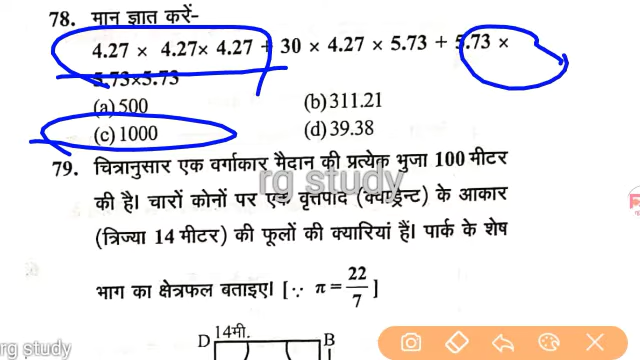 78. मान ज्ञात करें-
4.27 × 4.27× 4.27 + 30 × 4.27 × 5.73 + 5.73 ×
5.73×5.73
(a) 500 (b) 311.21
(c) 1000 (d) 39.38
79. चित्रानुसार एक वर्गाकार मैदान की प्रत्येक भुजा 100 मीटर
rg study
की है। चारों कोनों पर एक वृत्तपाद (क्वाड्रेन्ट) के आकार
(त्रिज्या 14 मीटर) की फूलों की क्यारियां हैं। पार्क के शेष
भाग का क्षेत्रफल बताइए। [∵ π = 22/7]
D 14मी. B
rg study